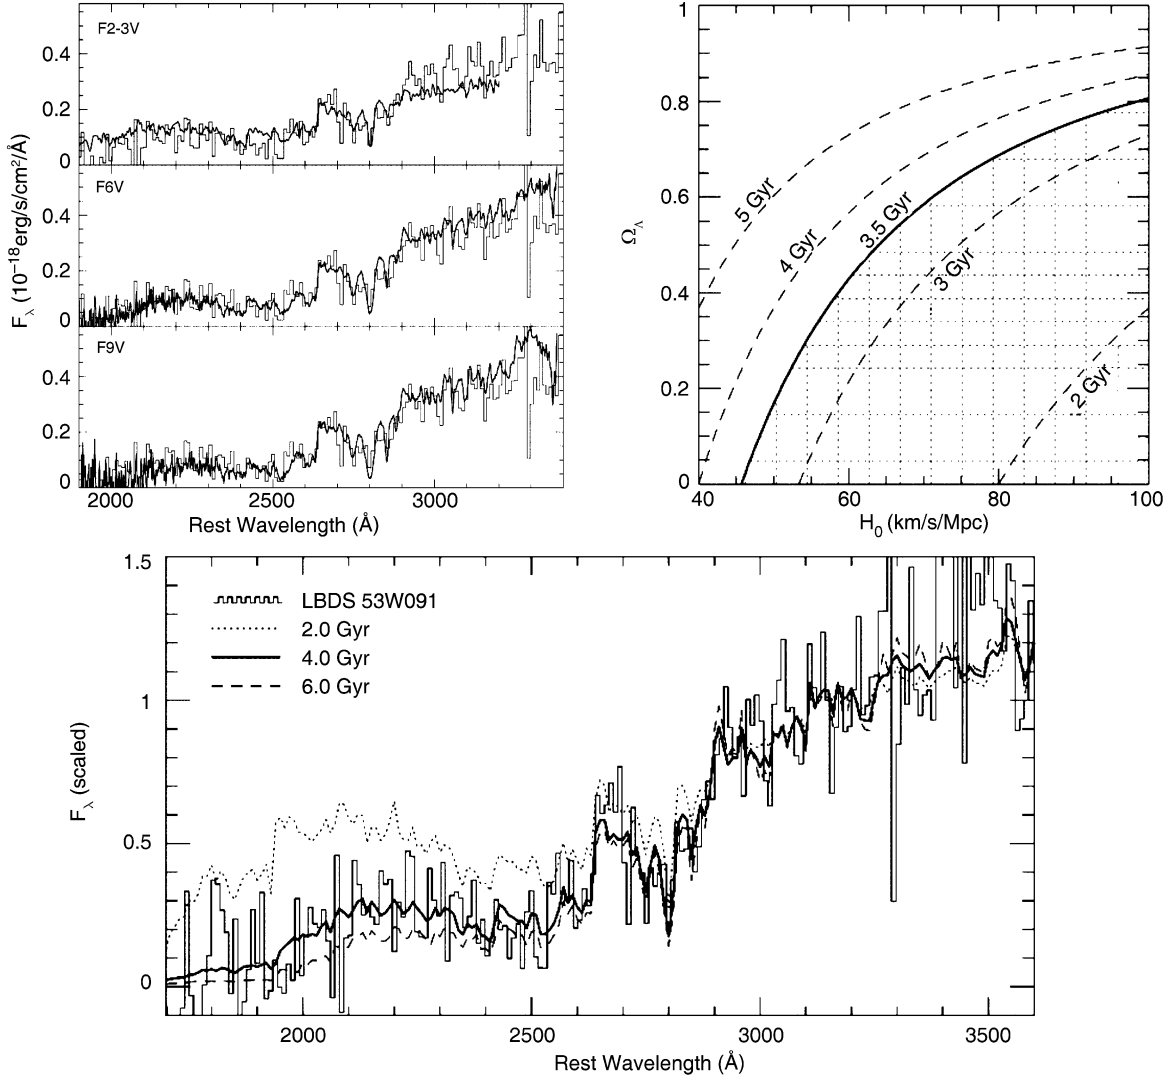 F2-3V
0.4
0.2
0
F6V
0.4
0.2
0
F9V
0.4
0.2
0
2000 2500 3000
Rest Wavelength (Å)
F_λ (10⁻¹⁸erg/s/cm²/Å)
1
0.8
0.6
0.4
0.2
0
Ω_Λ
5 Gyr
4 Gyr
3.5 Gyr
3 Gyr
2 Gyr
40 60 80 100
H₀ (km/s/Mpc)
1.5
1
0.5
0
F_λ (scaled)
LBDS 53W091
2.0 Gyr
4.0 Gyr
6.0 Gyr
2000 2500 3000 3500
Rest Wavelength (Å)